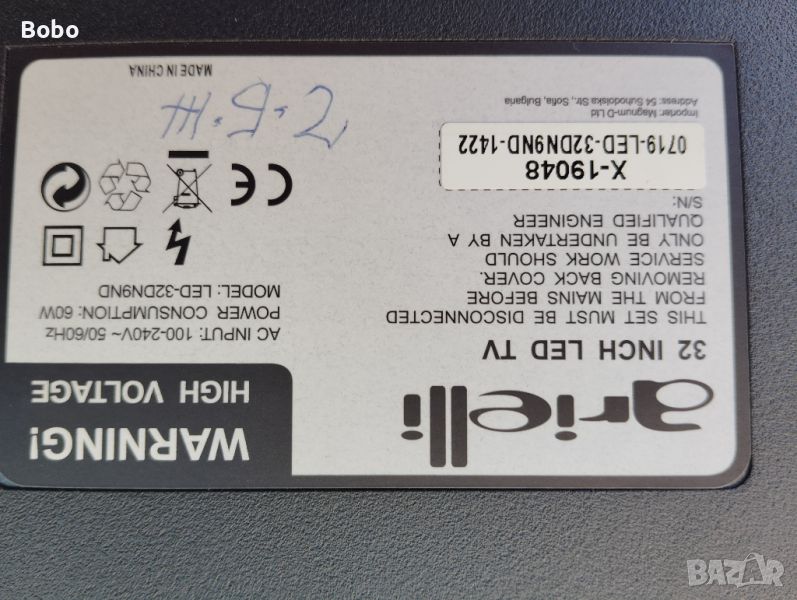 Bobo
WARNING!
HIGH VOLTAGE
arielli
32 INCH LED TV
THIS SET MUST BE DISCONNECTED
FROM THE MAINS BEFORE
REMOVING BACK COVER.
SERVICE WORK SHOULD
ONLY BE UNDERTAKEN BY A
QUALIFIED ENGINEER
S/N:
X-19048
0719-LED-32DN9ND-1422
Importer: Magnum-D Ltd
Address: 54 Suhodolska Str., Sofia, Bulgaria
AC INPUT: 100-240V~ 50/60Hz
POWER CONSUMPTION: 60W
MODEL: LED-32DN9ND
CE
MADE IN CHINA
BAZAR